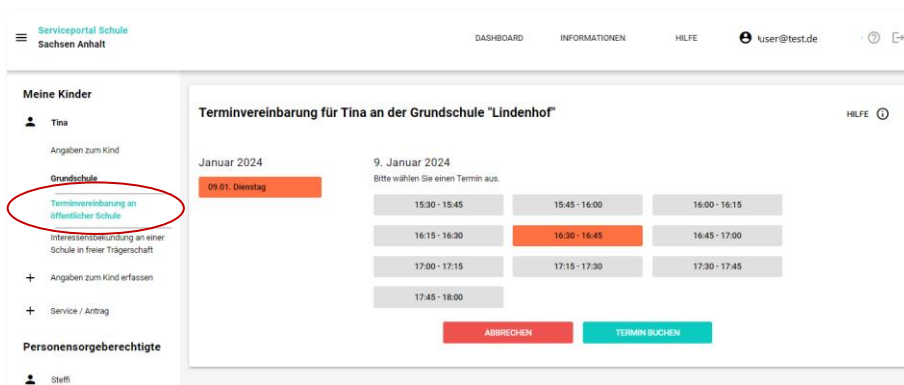 Serviceportal Schule
Sachsen Anhalt
DASHBOARD
INFORMATIONEN
HILFE
user@test.de
Meine Kinder
Tina
Angaben zum Kind
Grundschule
Terminvereinbarung an
öffentlicher Schule
Interessensbekundung an einer
Schule in freier Trägerschaft
Angaben zum Kind erfassen
Service / Antrag
Personensorgeberechtigte
Steffi
Terminvereinbarung für Tina an der Grundschule "Lindenhof"
HILFE
Januar 2024
09.01. Dienstag
9. Januar 2024
Bitte wählen Sie einen Termin aus.
15:30 - 15:45
15:45 - 16:00
16:00 - 16:15
16:15 - 16:30
16:30 - 16:45
16:45 - 17:00
17:00 - 17:15
17:15 - 17:30
17:30 - 17:45
17:45 - 18:00
ABBRECHEN
TERMIN BUCHEN